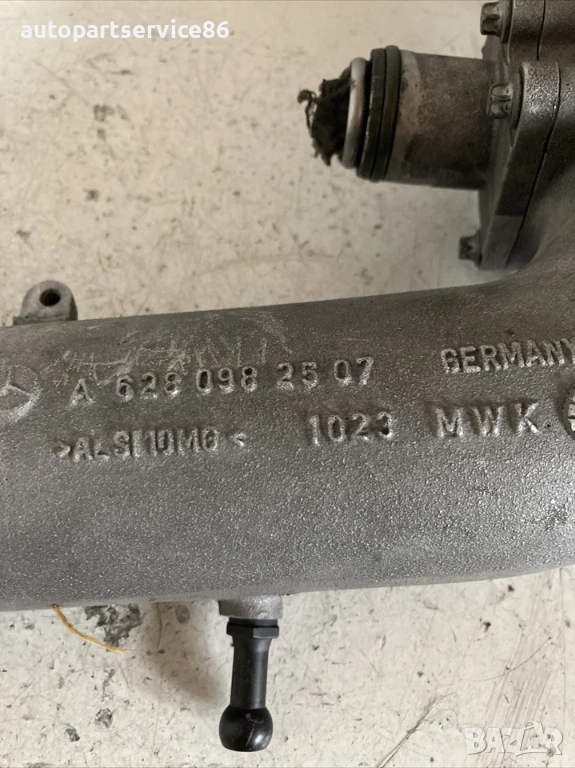 autopartservice86
A 628 098 25 07 GERMANY
>ALSI10MG< 1023 MWK
BAZAR